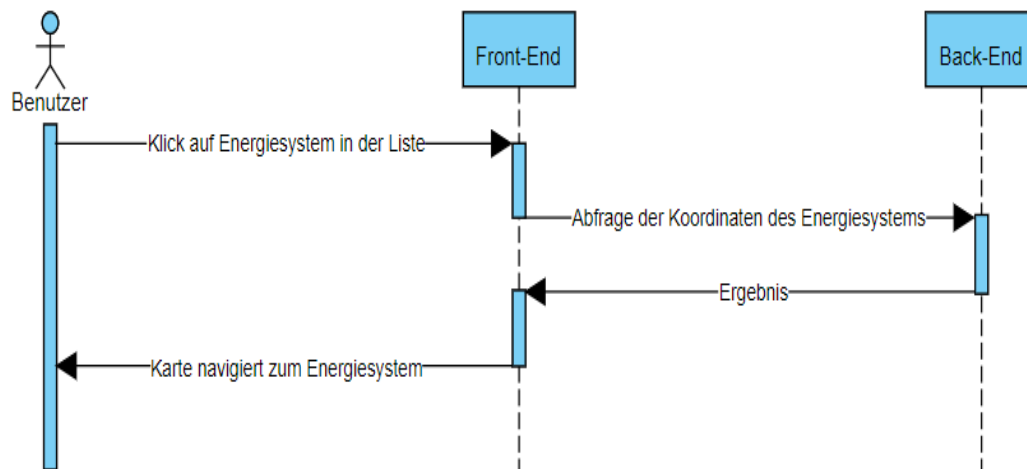 Front-End
Back-End
Benutzer
Klick auf Energiesystem in der Liste
Abfrage der Koordinaten des Energiesystems
Ergebnis
Karte navigiert zum Energiesystem